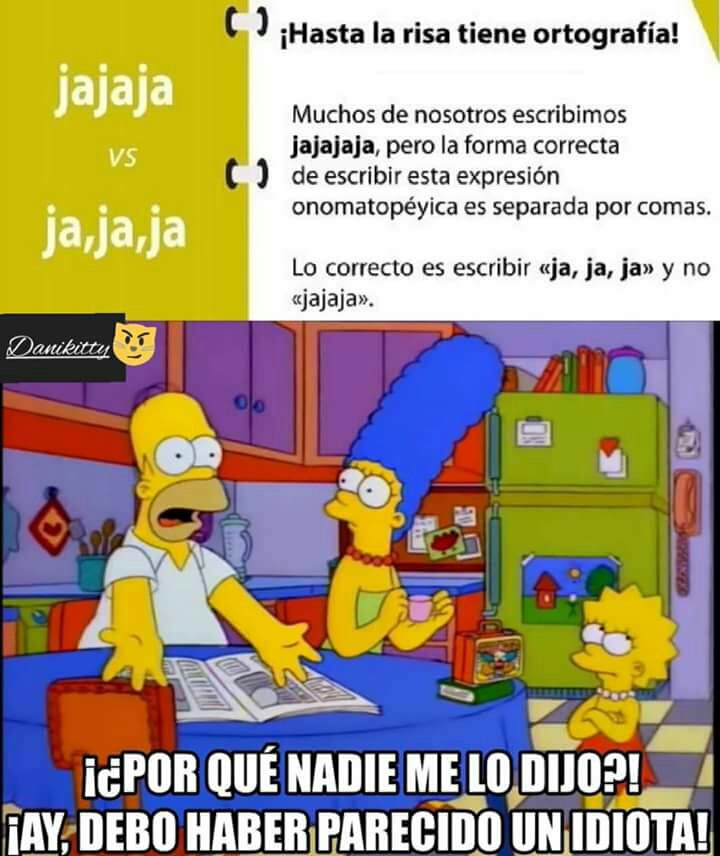 ¡Hasta la risa tiene ortografía!
jajaja
vs
ja,ja,ja
Muchos de nosotros escribimos
jajajaja, pero la forma correcta
de escribir esta expresión
onomatopéyica es separada por comas.
Lo correcto es escribir «ja, ja, ja» y no
«jajaja».
Danikitty
¡¿POR QUÉ NADIE ME LO DIJO?!
¡AY, DEBO HABER PARECIDO UN IDIOTA!